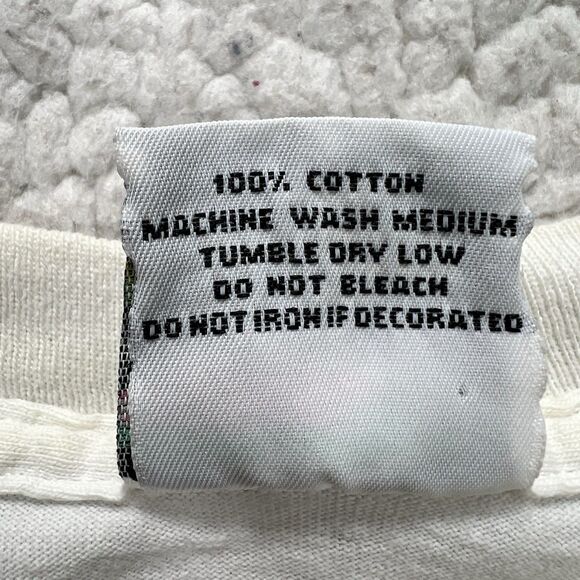 100% COTTON
MACHINE WASH MEDIUM
TUMBLE DRY LOW
DO NOT BLEACH
DO NOT IRON IF DECORATED